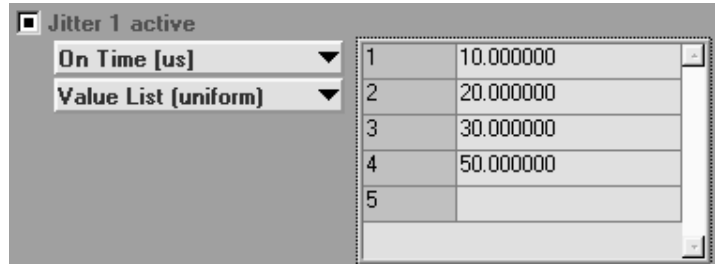 Jitter 1 active
On Time [us]
Value List (uniform)
1 10.000000
2 20.000000
3 30.000000
4 50.000000
5